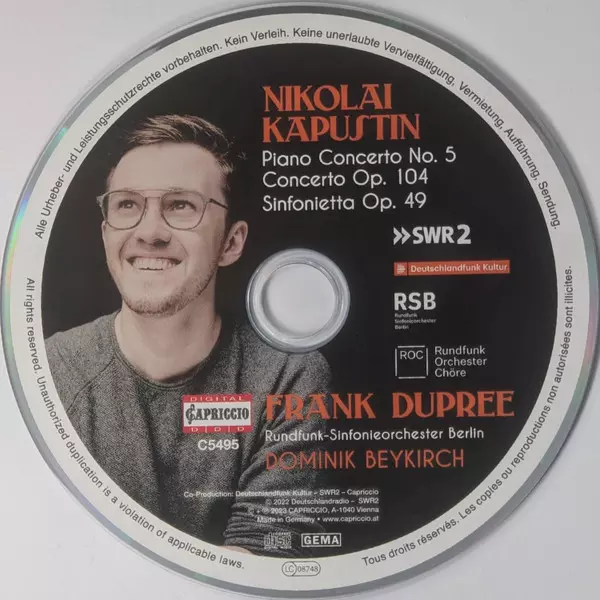 Alle Urheber- und Leistungsschutzrechte vorbehalten. Kein Verleih. Keine unerlaubte Vervielfältigung, Vermietung, Aufführung, Sendung.
NIKOLAI
KAPUSTIN
Piano Concerto No. 5
Concerto Op. 104
Sinfonietta Op. 49
SWR2
Deutschlandfunk Kultur
RSB
Rundfunk
Sinfonieorchester
Berlin
ROC
Rundfunk
Orchester
Chöre
DIGITAL
CAPRICCIO
DDD
C5495
FRANK DUPREE
Rundfunk-Sinfonieorchester Berlin
DOMINIK BEYKIRCH
Co-Production: Deutschlandfunk Kultur – SWR2 – Capriccio
© 2022 Deutschlandradio – SWR2
© + ℗ 2023 CAPRICCIO, A-1040 Vienna
Made in Germany • www.capriccio.at
GEMA
LC 08748
All rights reserved. Unauthorized duplication is a violation of applicable laws.
Tous droits réservés. Les copies ou reproductions non autorisées sont illicites.